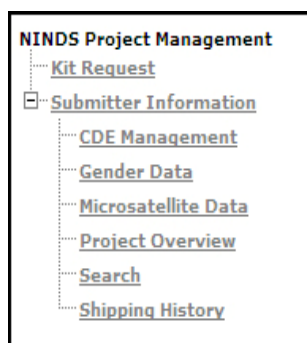 NINDS Project Management
Kit Request
Submitter Information
CDE Management
Gender Data
Microsatellite Data
Project Overview
Search
Shipping History